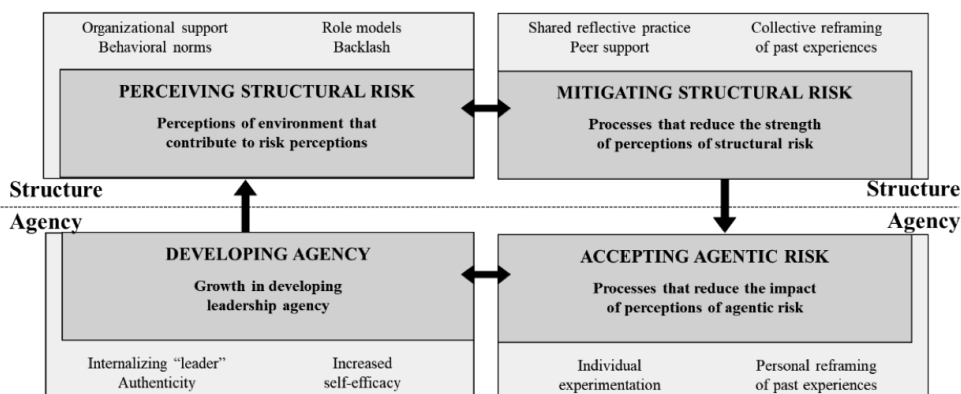 Organizational support
Behavioral norms
Role models
Backlash
PERCEIVING STRUCTURAL RISK
Perceptions of environment that
contribute to risk perceptions
Shared reflective practice
Peer support
Collective reframing
of past experiences
MITIGATING STRUCTURAL RISK
Processes that reduce the strength
of perceptions of structural risk
Structure
Structure
Agency
Agency
DEVELOPING AGENCY
Growth in developing
leadership agency
Internalizing “leader”
Authenticity
Increased
self-efficacy
ACCEPTING AGENTIC RISK
Processes that reduce the impact
of perceptions of agentic risk
Individual
experimentation
Personal reframing
of past experiences